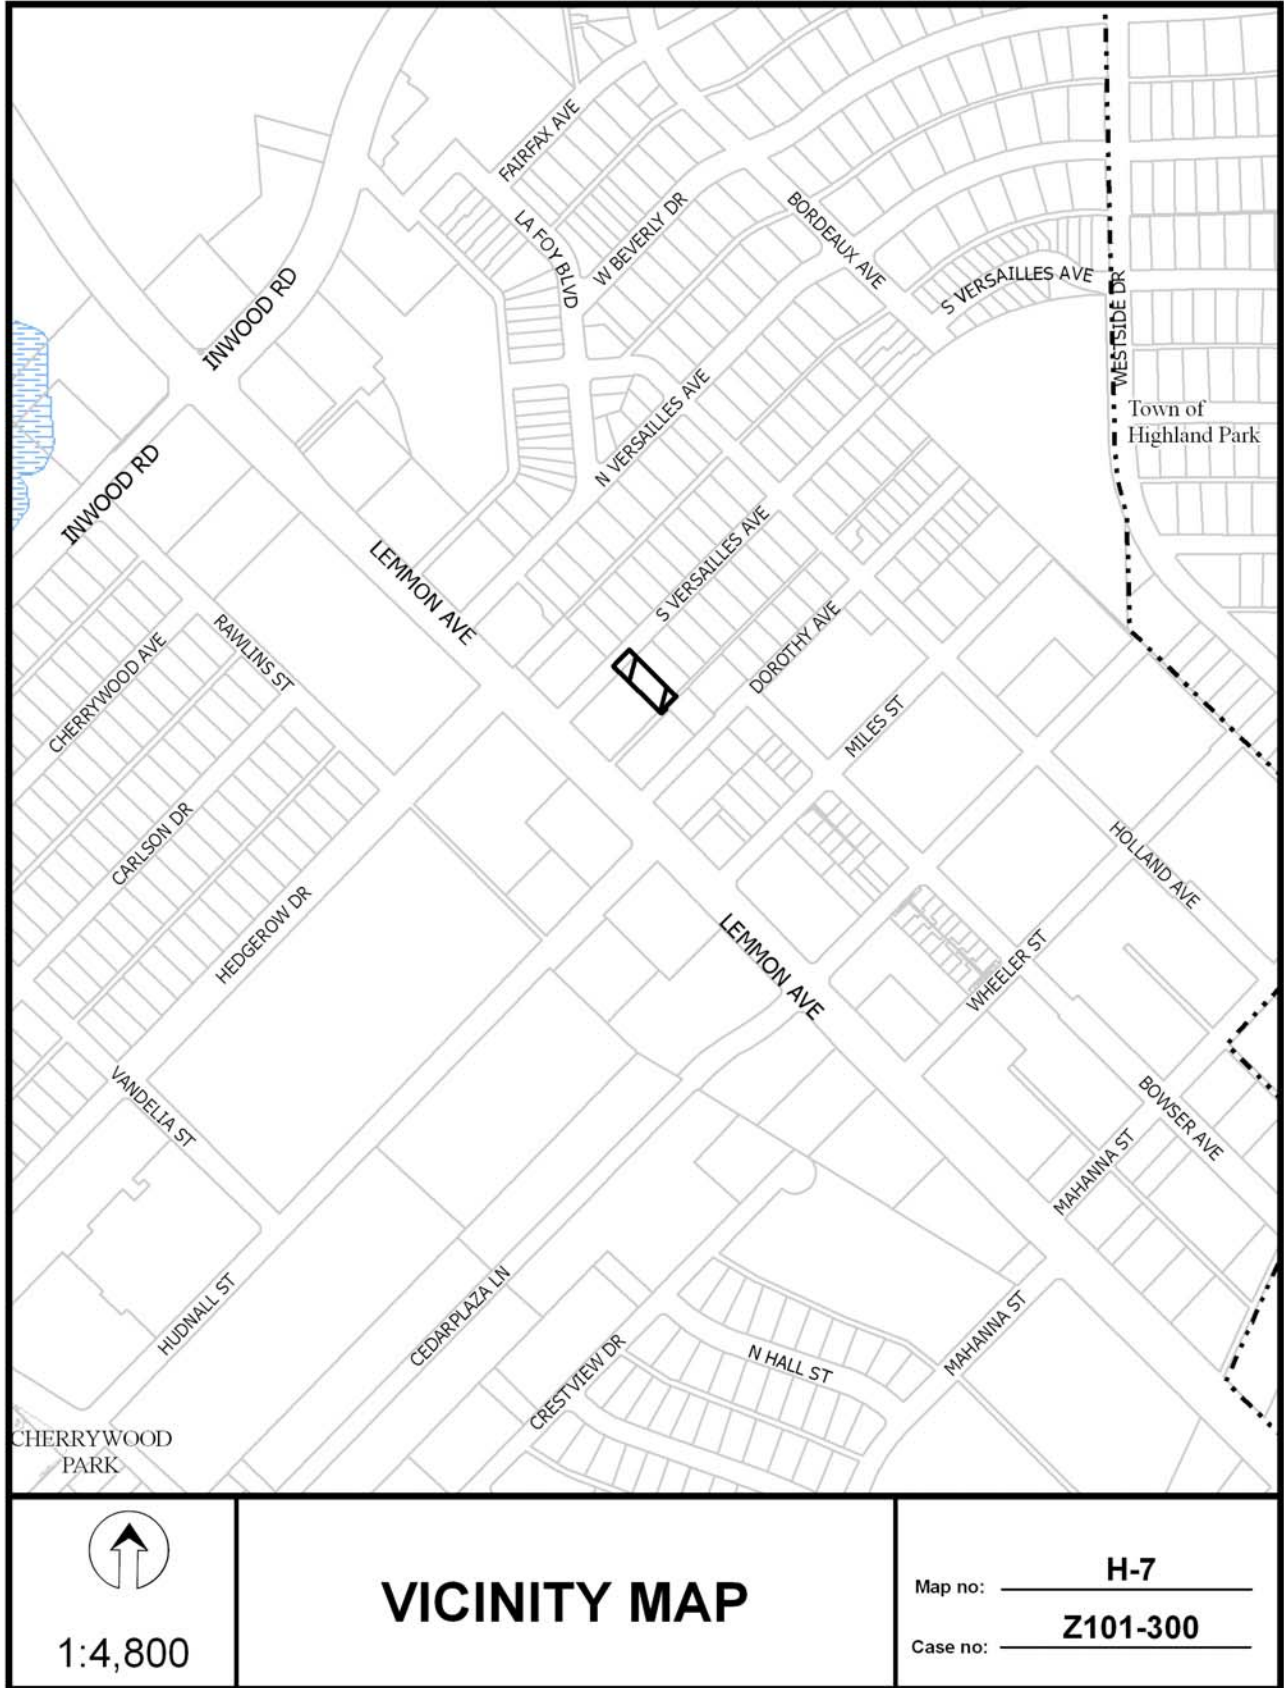 FAIRFAX AVE
LA FOY BLVD
W BEVERLY DR
BORDEAUX AVE
S VERSAILLES AVE
WESTSIDE DR
INWOOD RD
Town of
Highland Park
N VERSAILLES AVE
INWOOD RD
LEMMON AVE
S VERSAILLES AVE
DOROTHY AVE
RAWLINS ST
CHERRYWOOD AVE
MILES ST
CARLSON DR
HOLLAND AVE
HEDGEROW DR
LEMMON AVE
WHEELER ST
VANDELIA ST
BOWSER AVE
MAHANNA ST
HUDNALL ST
CEDARPLAZA LN
CRESTVIEW DR
N HALL ST
MAHANNA ST
CHERRYWOOD
PARK
1:4,800
VICINITY MAP
Map no: H-7
Case no: Z101-300